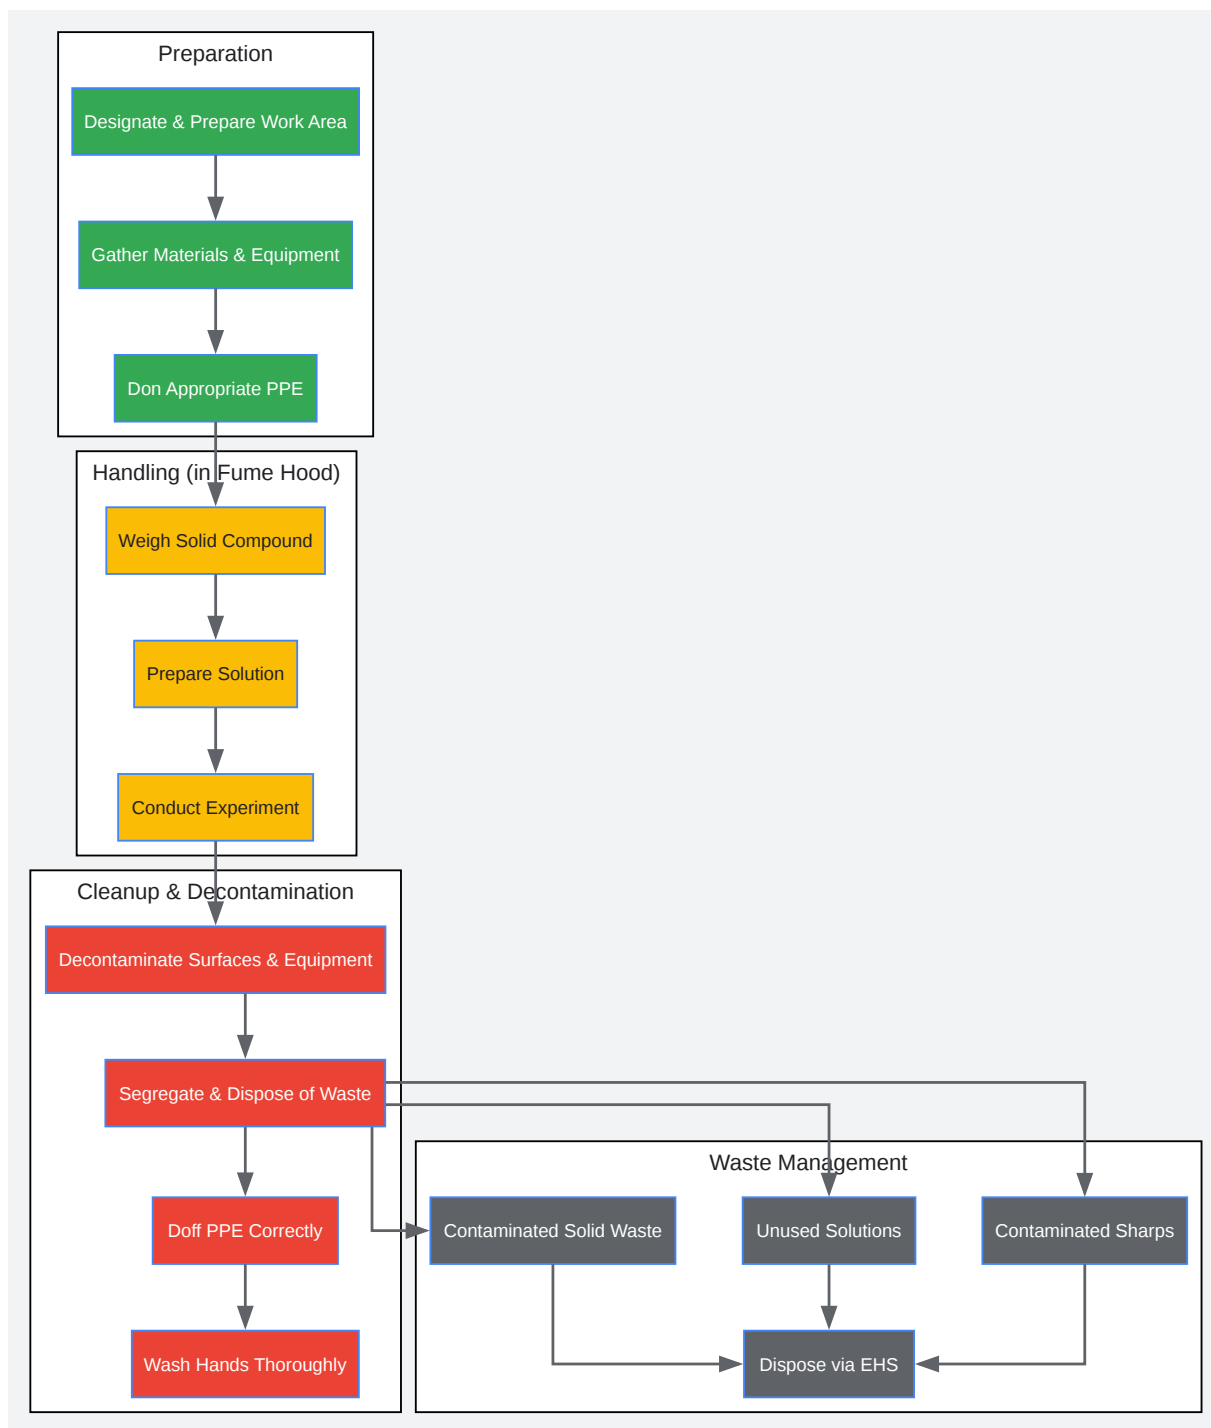 Preparation
Designate & Prepare Work Area
Gather Materials & Equipment
Don Appropriate PPE
Handling (in Fume Hood)
Weigh Solid Compound
Prepare Solution
Conduct Experiment
Cleanup & Decontamination
Decontaminate Surfaces & Equipment
Segregate & Dispose of Waste
Doff PPE Correctly
Wash Hands Thoroughly
Waste Management
Contaminated Solid Waste
Unused Solutions
Contaminated Sharps
Dispose via EHS